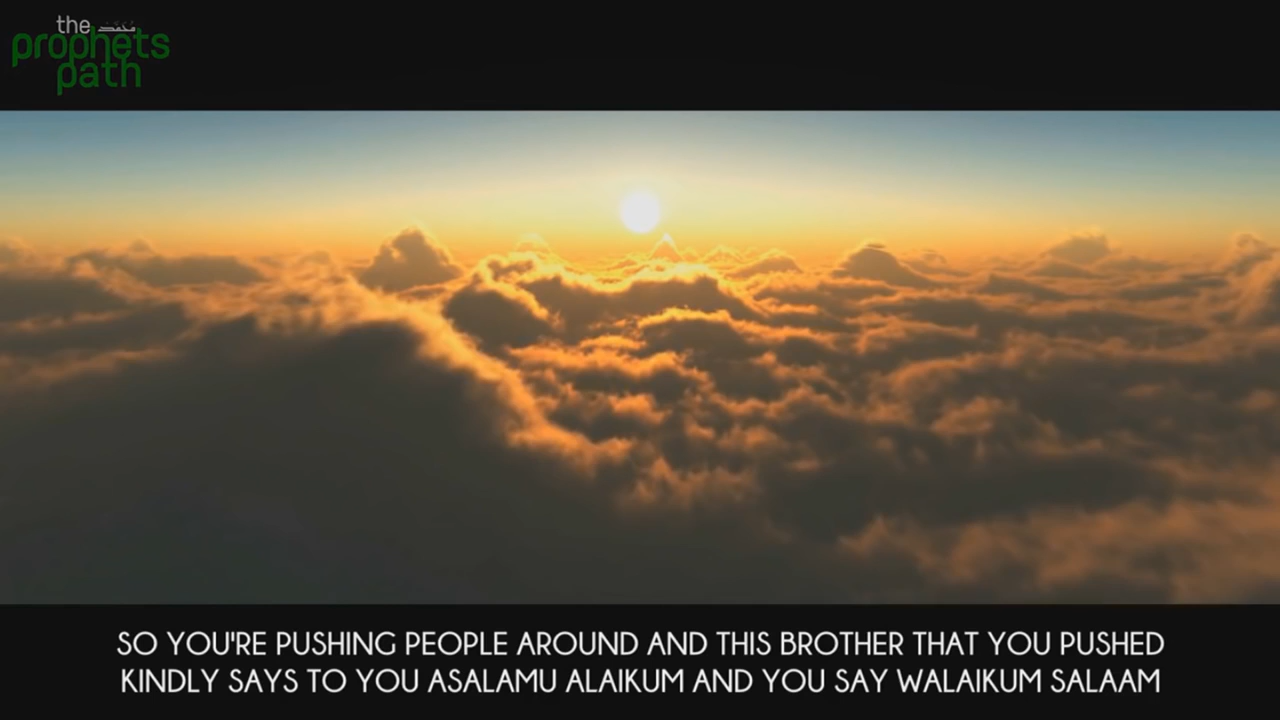 the مُحَمَّد
prophets
path
SO YOU'RE PUSHING PEOPLE AROUND AND THIS BROTHER THAT YOU PUSHED
KINDLY SAYS TO YOU ASALAMU ALAIKUM AND YOU SAY WALAIKUM SALAAM